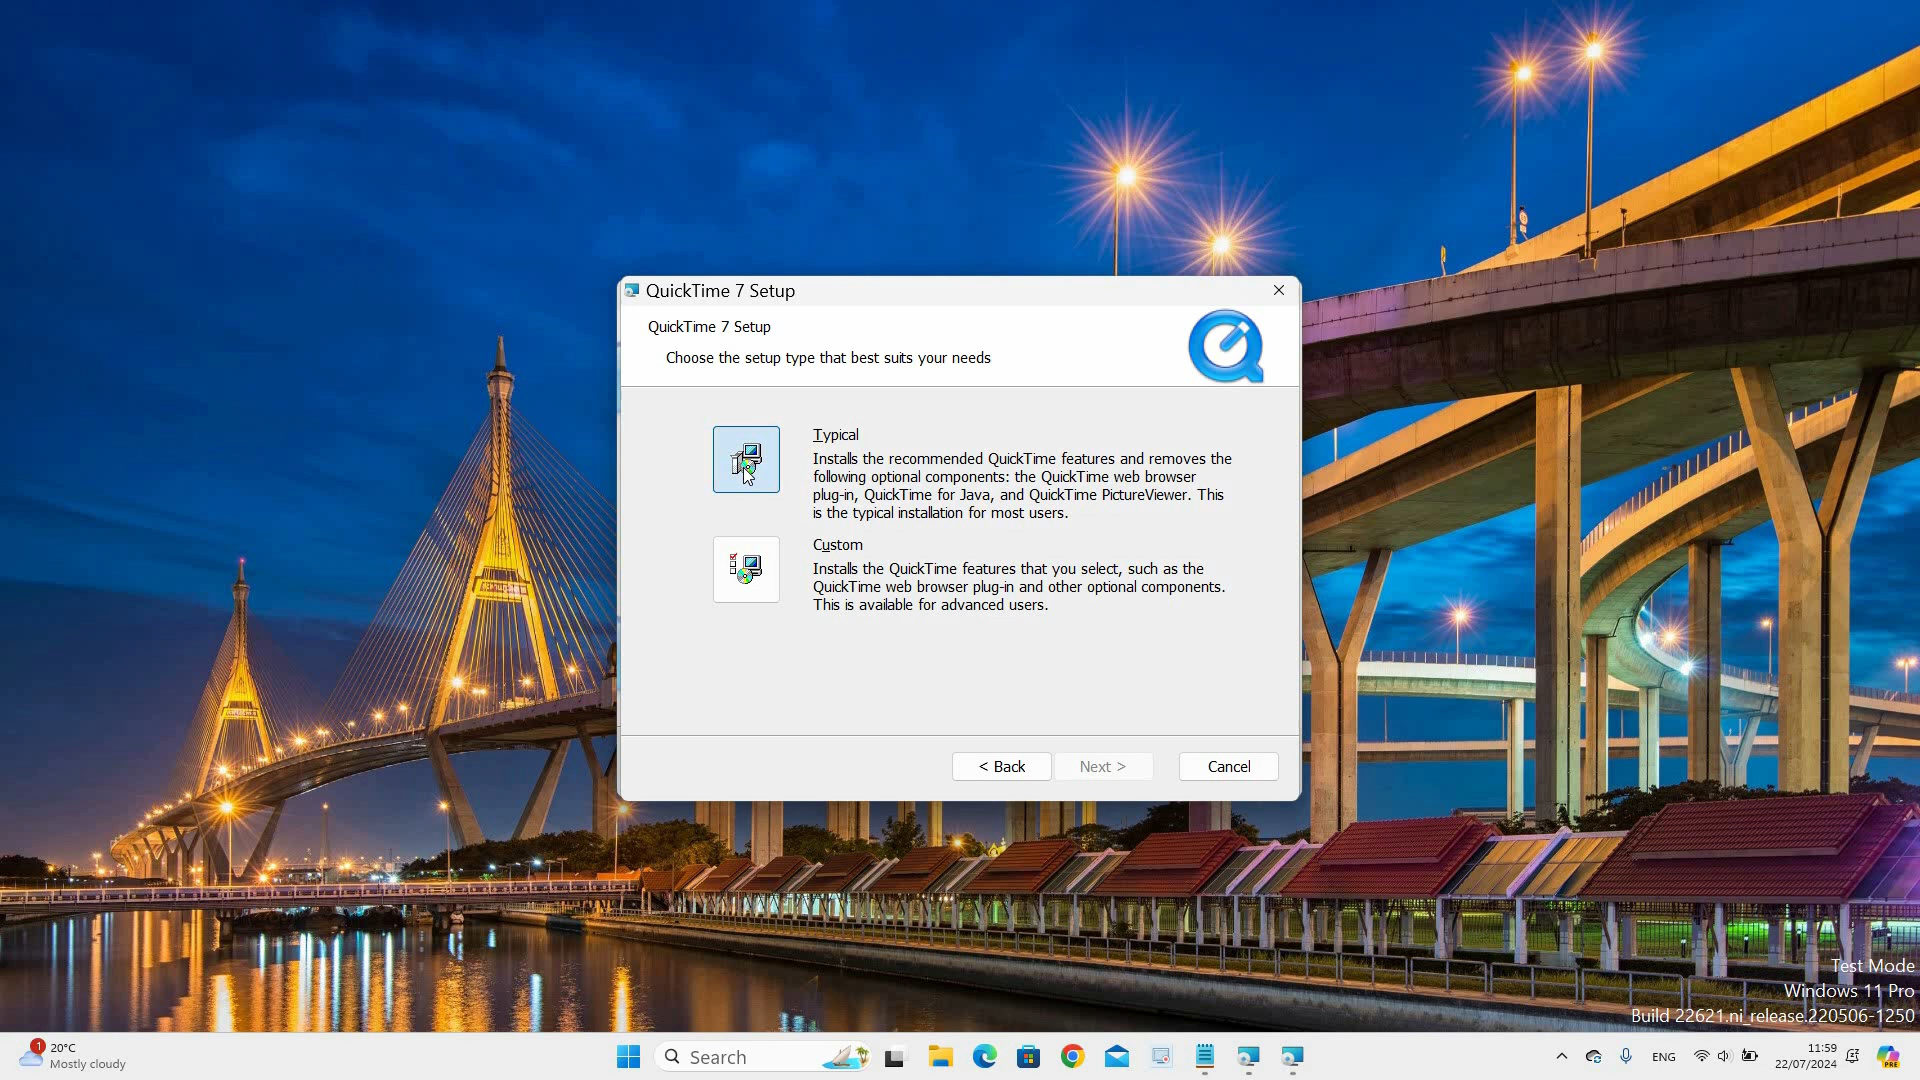 QuickTime 7 Setup
QuickTime 7 Setup
Choose the setup type that best suits your needs
Typical
Installs the recommended QuickTime features and removes the
following optional components: the QuickTime web browser
plug-in, QuickTime for Java, and QuickTime PictureViewer. This
is the typical installation for most users.
Custom
Installs the QuickTime features that you select, such as the
QuickTime web browser plug-in and other optional components.
This is available for advanced users.
< Back
Next >
Cancel
Test Mode
Windows 11 Pro
Build 22621.ni_release.220506-1250
1
20°C
Mostly cloudy
Search
ENG
11:59
22/07/2024
PRE